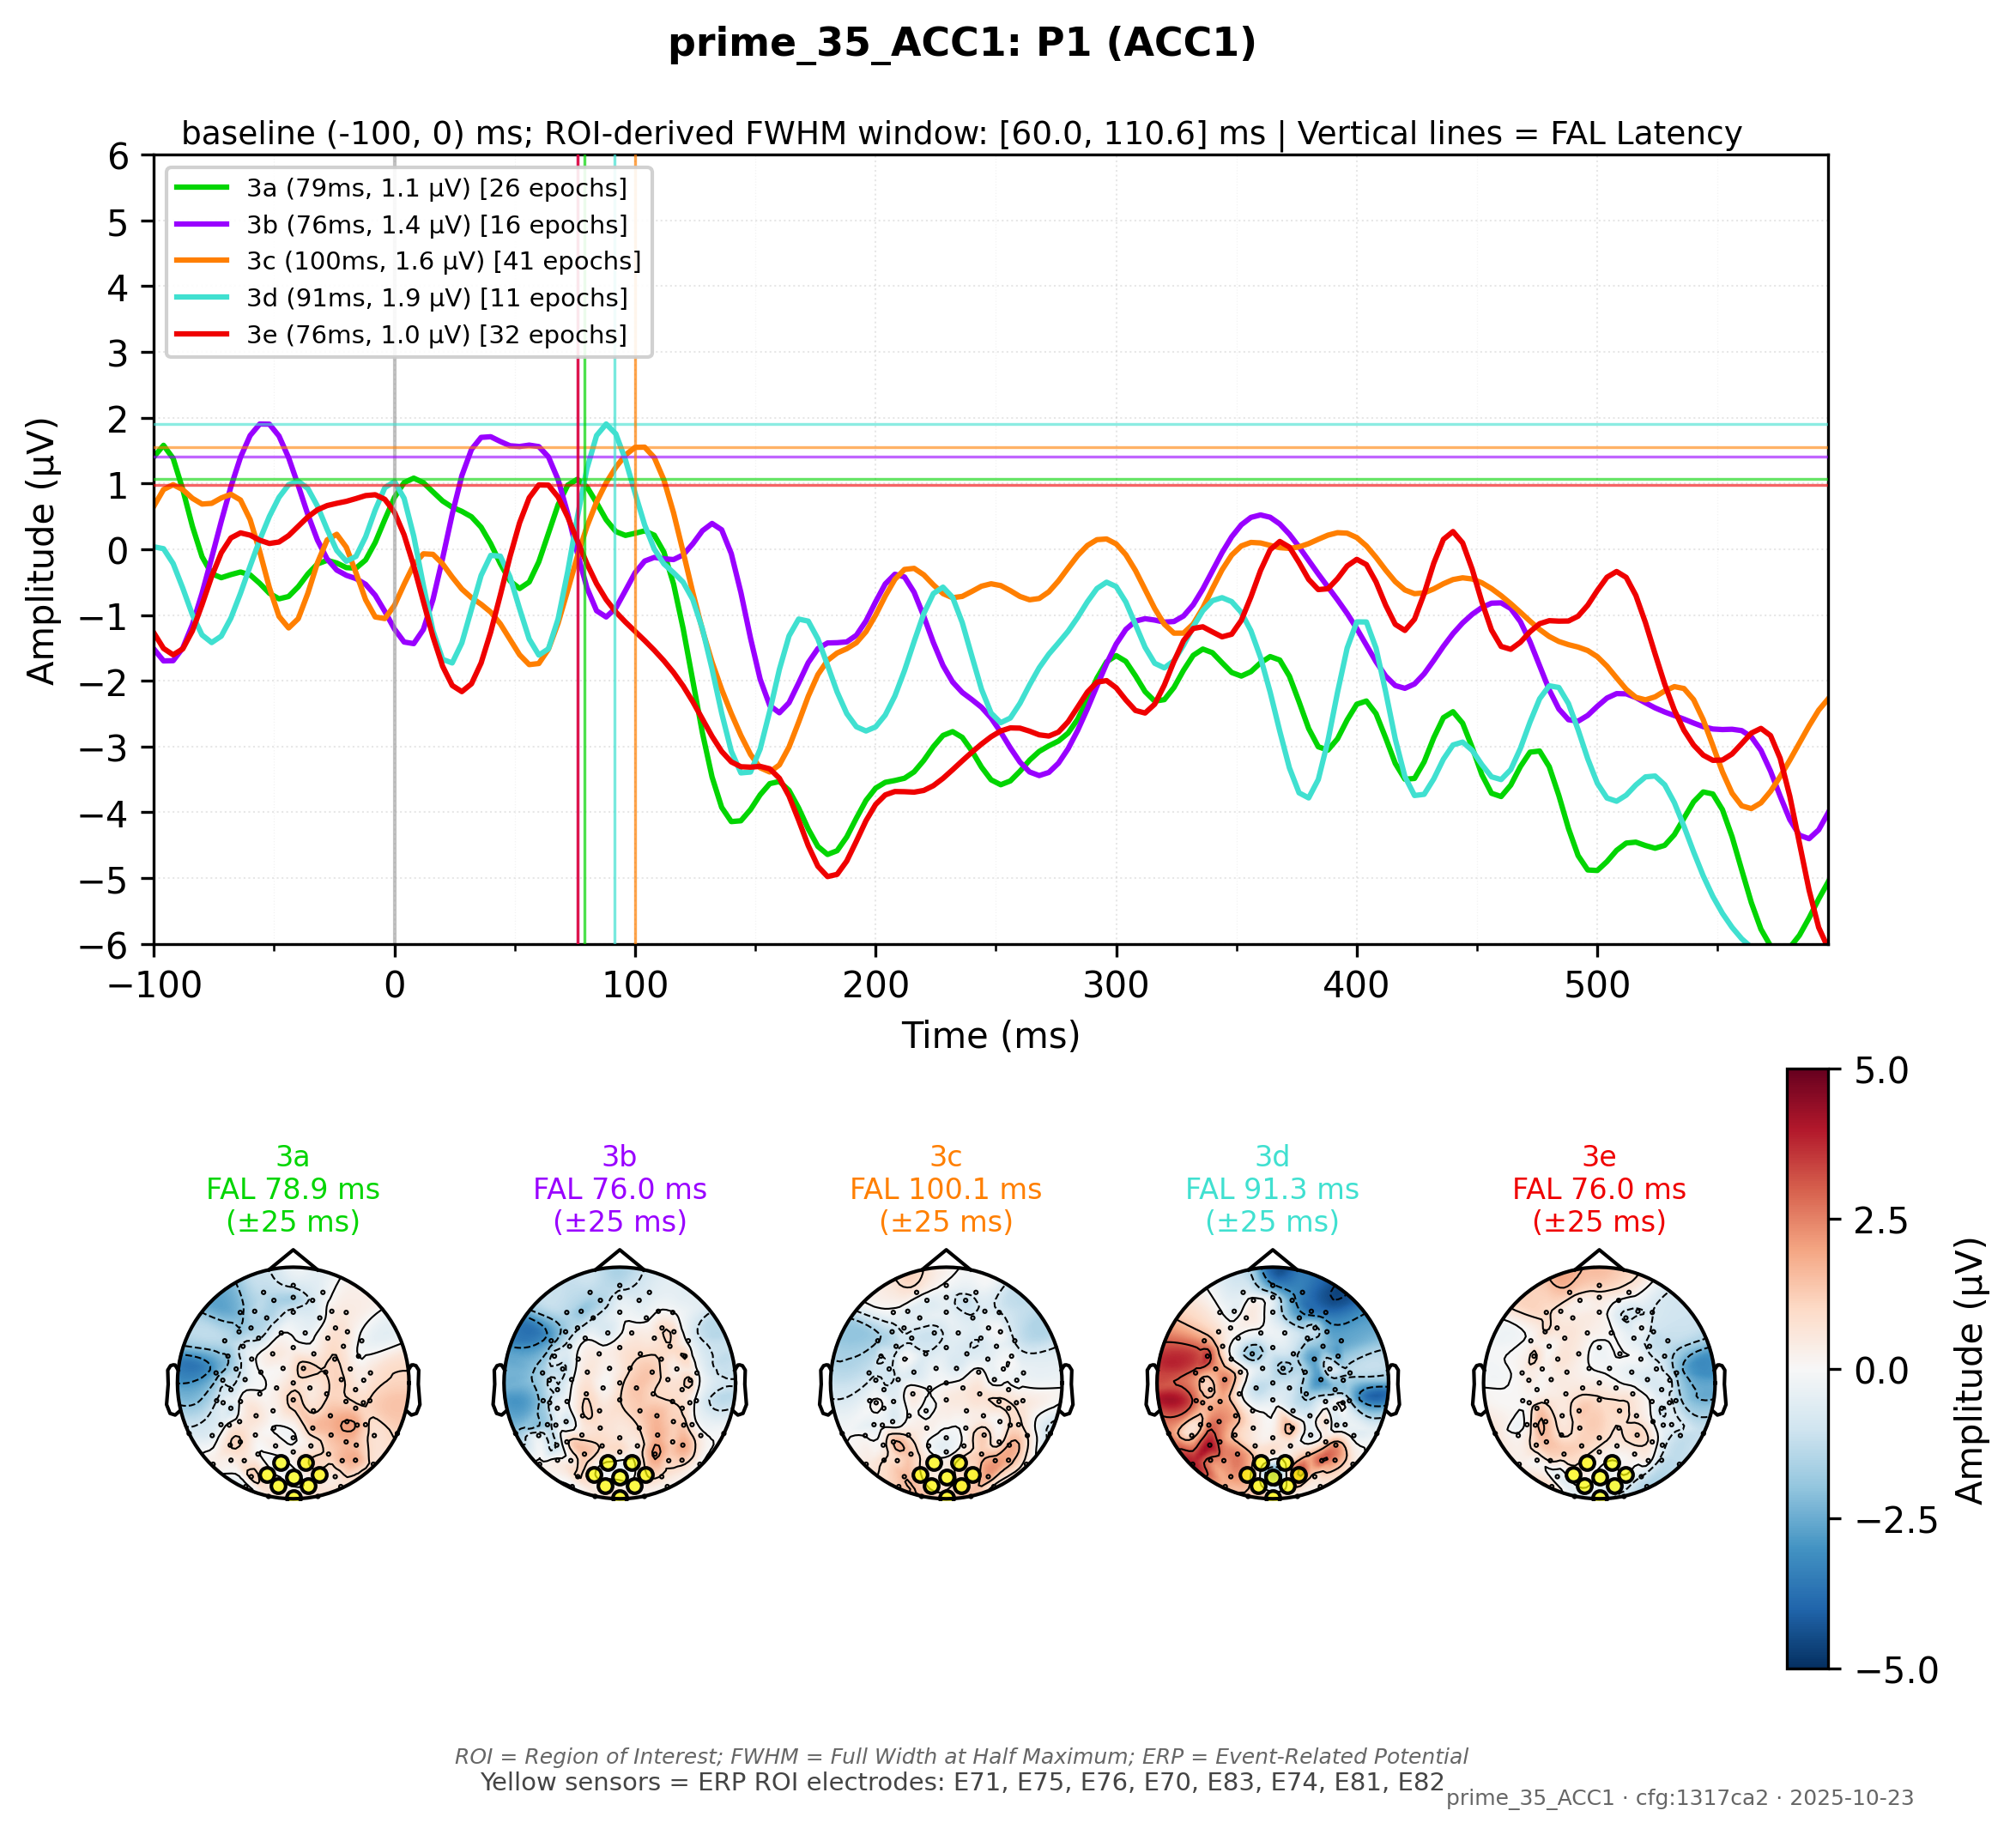 prime_35_ACC1: P1 (ACC1)
baseline (-100, 0) ms; ROI-derived FWHM window: [60.0, 110.6] ms | Vertical lines = FAL Latency
3a (79ms, 1.1 µV) [26 epochs]
3b (76ms, 1.4 µV) [16 epochs]
3c (100ms, 1.6 µV) [41 epochs]
3d (91ms, 1.9 µV) [11 epochs]
3e (76ms, 1.0 µV) [32 epochs]
Amplitude (µV)
6
5
4
3
2
1
0
−1
−2
−3
−4
−5
−6
−100 0 100 200 300 400 500
Time (ms)
3a
FAL 78.9 ms
(±25 ms)
3b
FAL 76.0 ms
(±25 ms)
3c
FAL 100.1 ms
(±25 ms)
3d
FAL 91.3 ms
(±25 ms)
3e
FAL 76.0 ms
(±25 ms)
5.0
2.5
0.0
−2.5
−5.0
Amplitude (µV)
ROI = Region of Interest; FWHM = Full Width at Half Maximum; ERP = Event-Related Potential
Yellow sensors = ERP ROI electrodes: E71, E75, E76, E70, E83, E74, E81, E82
prime_35_ACC1 · cfg:1317ca2 · 2025-10-23